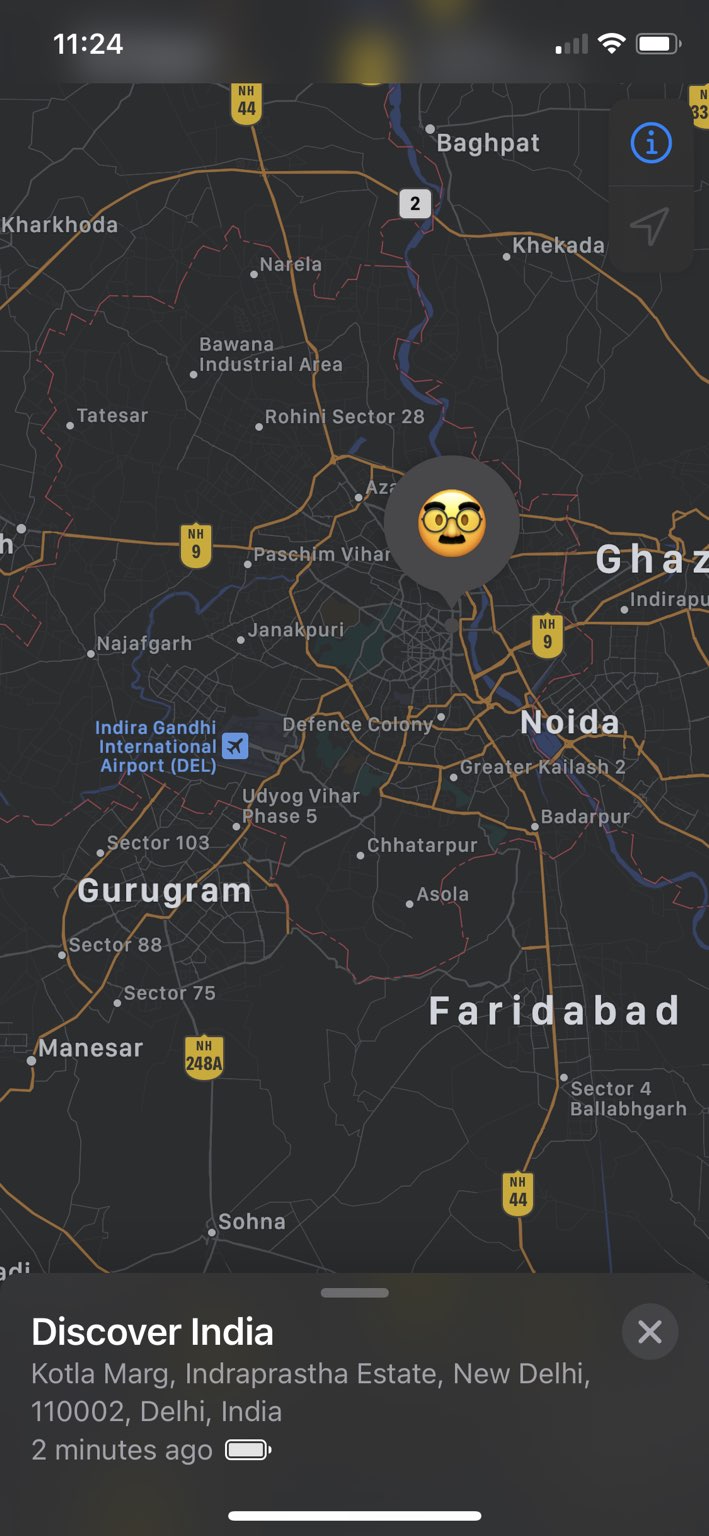 11:24
NH
44
Baghpat
2
Kharkhoda
Khekada
Narela
Bawana
Industrial Area
Tatesar
Rohini Sector 28
NH
9
Paschim Vihar
Indirapu
Janakpuri
NH
9
Najafgarh
Indira Gandhi
International
Airport (DEL)
Defence Colony
Noida
Greater Kailash 2
Udyog Vihar
Phase 5
Badarpur
Sector 103
Chhatarpur
Gurugram
Asola
Sector 88
Sector 75
Faridabad
Manesar
NH
248A
Sector 4
Ballabhgarh
NH
44
Sohna
Discover India
Kotla Marg, Indraprastha Estate, New Delhi,
110002, Delhi, India
2 minutes ago